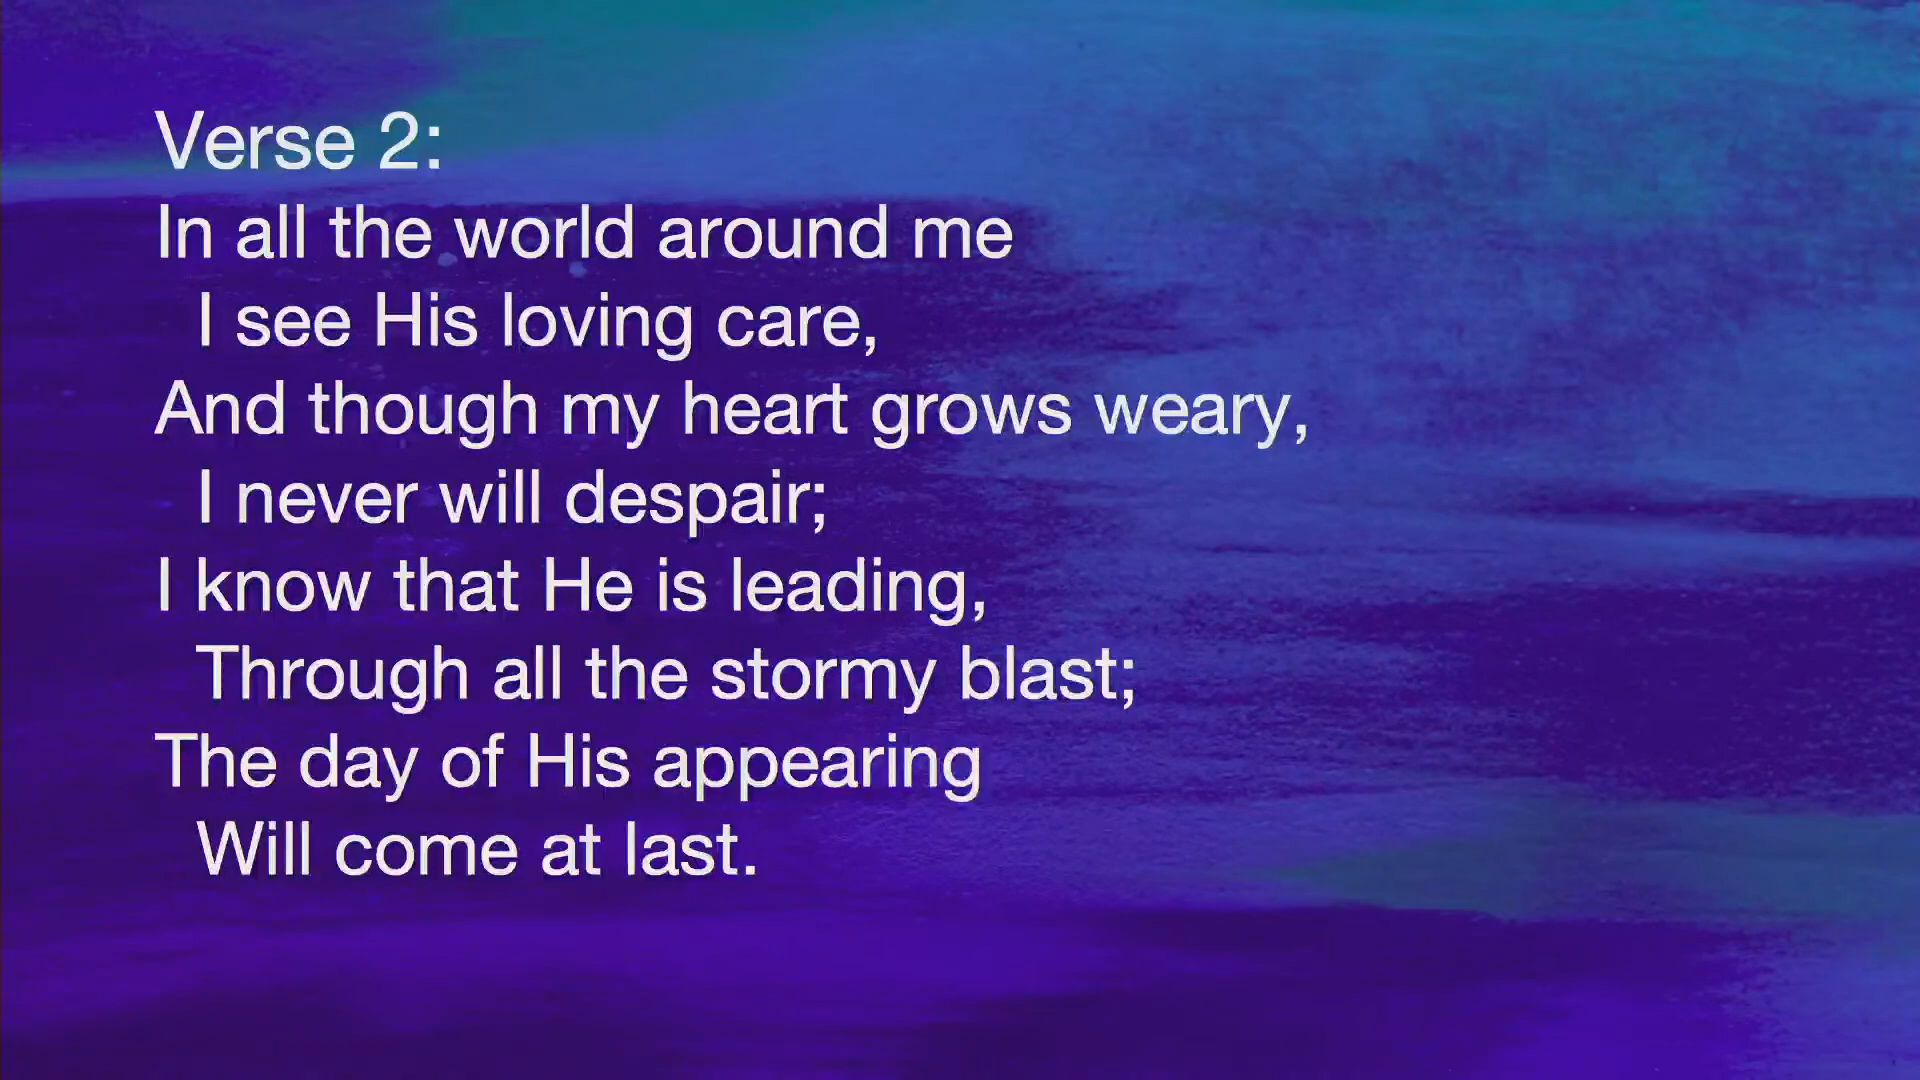 Verse 2:
In all the world around me
I see His loving care,
And though my heart grows weary,
I never will despair;
I know that He is leading,
Through all the stormy blast;
The day of His appearing
Will come at last.